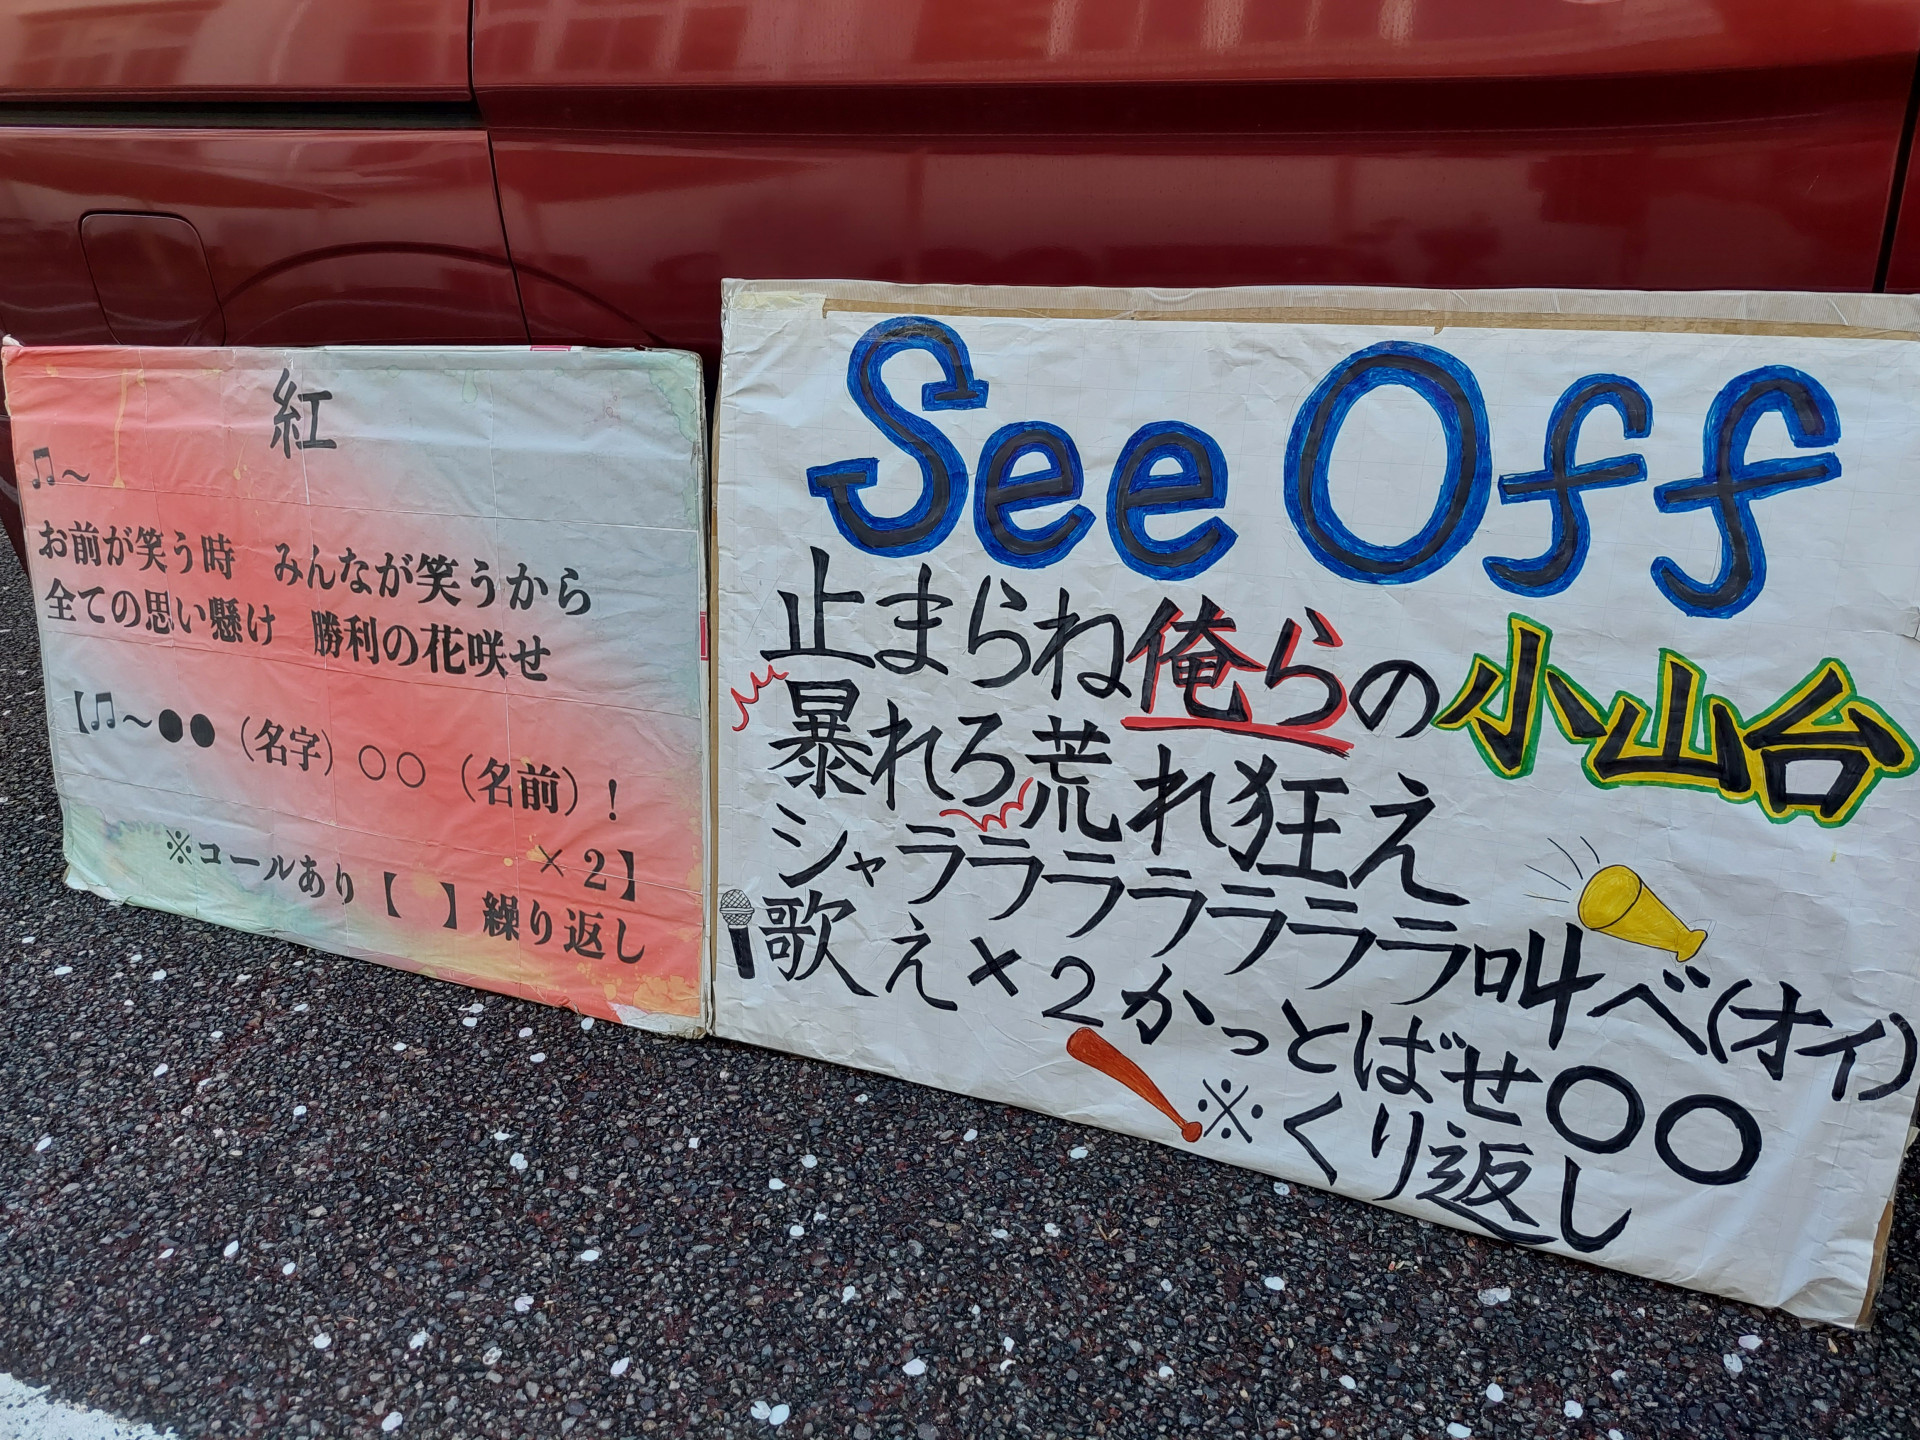 紅
♫～
お前が笑う時　みんなが笑うから
全ての思い懸け　勝利の花咲せ
【♫～●●（名字）○○（名前）！
×２】
※コールあり【　】繰り返し
See Off
止まらね俺らの小山台
暴れろ荒れ狂え
シャララララララ叫べ(オイ)
歌え×2かっとばせ○○
※くり返し